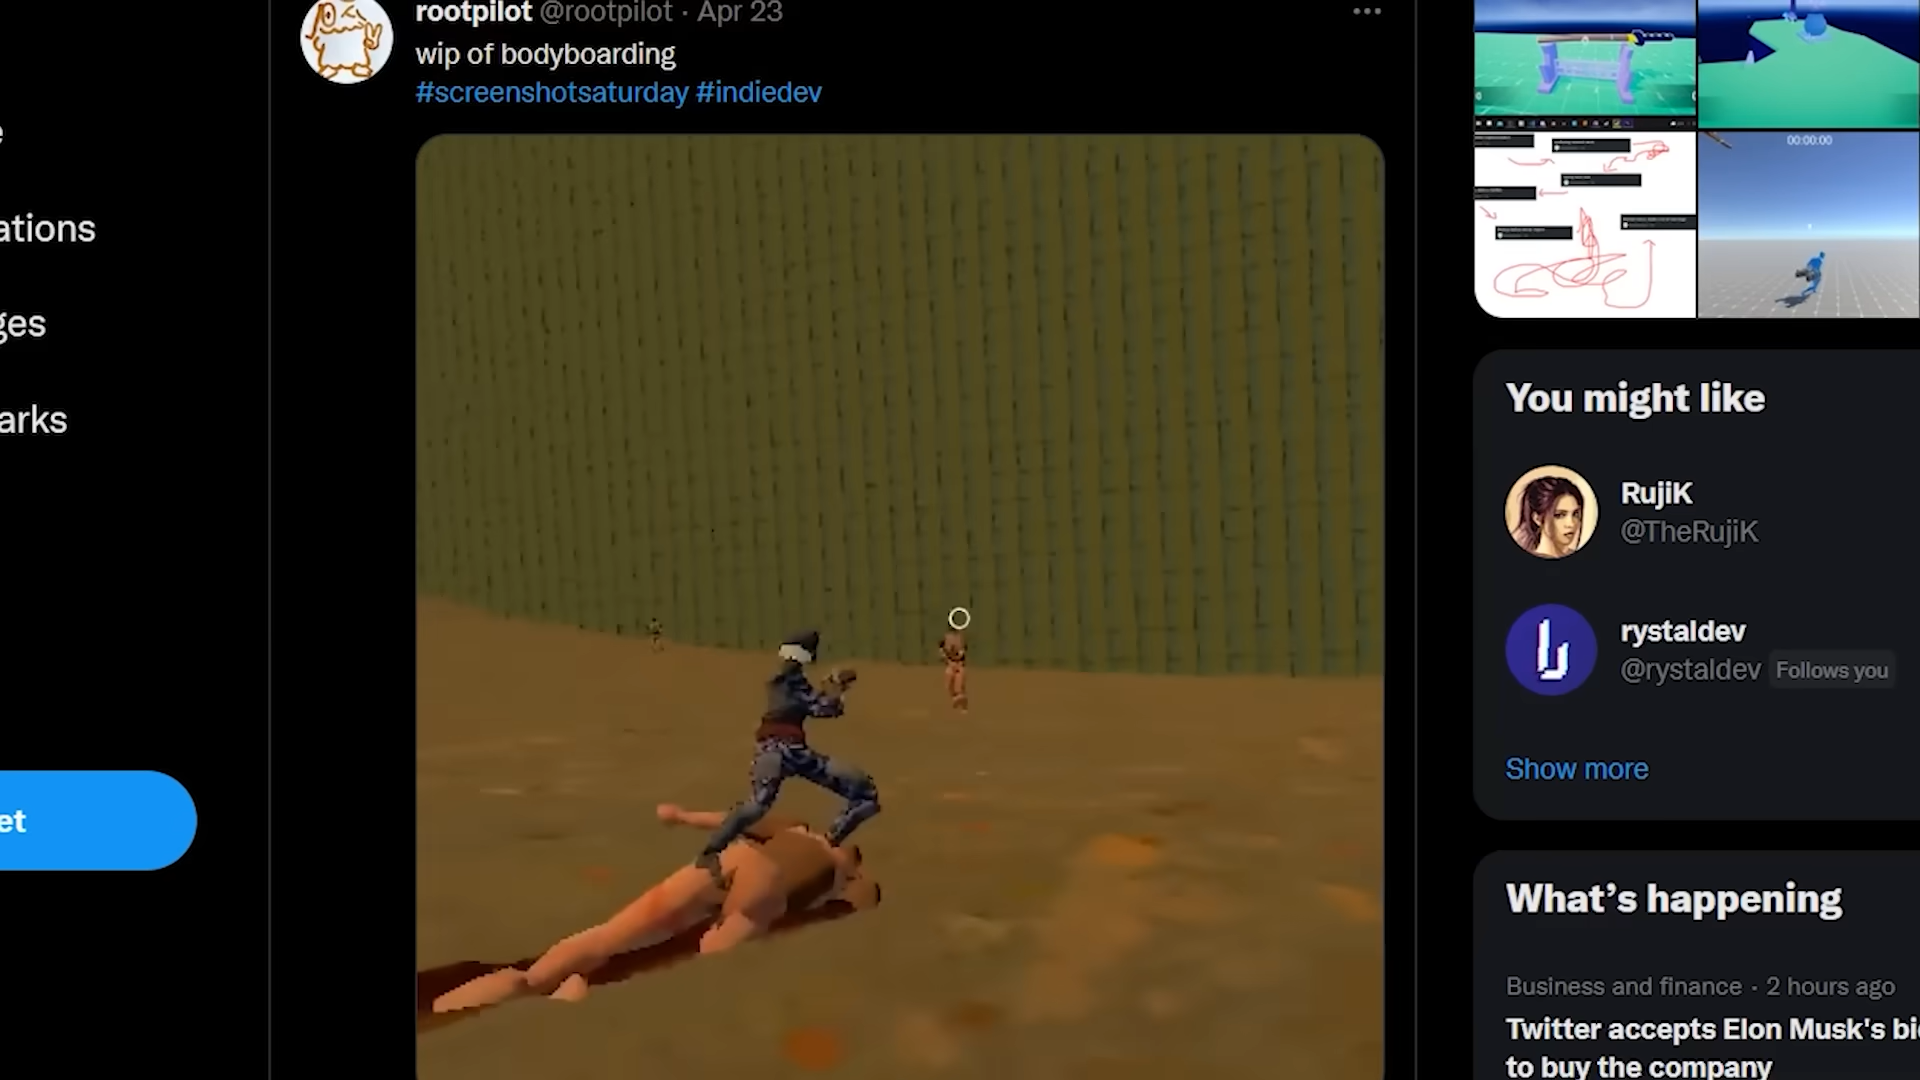 rootpilot @rootpilot · Apr 23
wip of bodyboarding
#screenshotsaturday #indiedev
e
ations
ges
arks
et
00:00:00
You might like
RujiK
@TheRujiK
rystaldev
@rystaldev Follows you
Show more
What's happening
Business and finance · 2 hours ago
Twitter accepts Elon Musk's bi
to buy the company